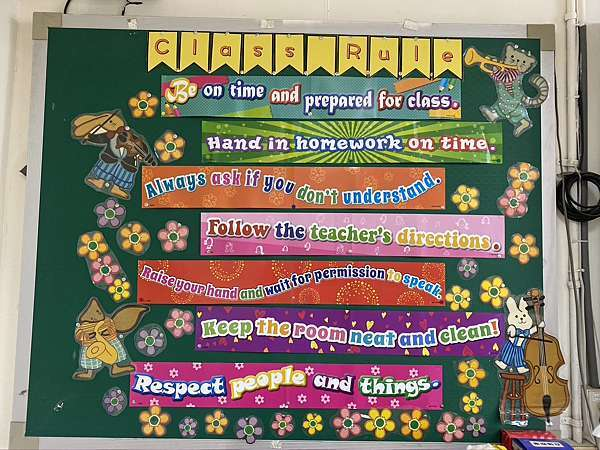 Class Rule
Be on time and prepared for class.
Hand in homework on time.
Always ask if you don't understand.
Follow the teacher's directions.
Raise your hand and wait for permission to speak.
Keep the room neat and clean!
Respect people and things.